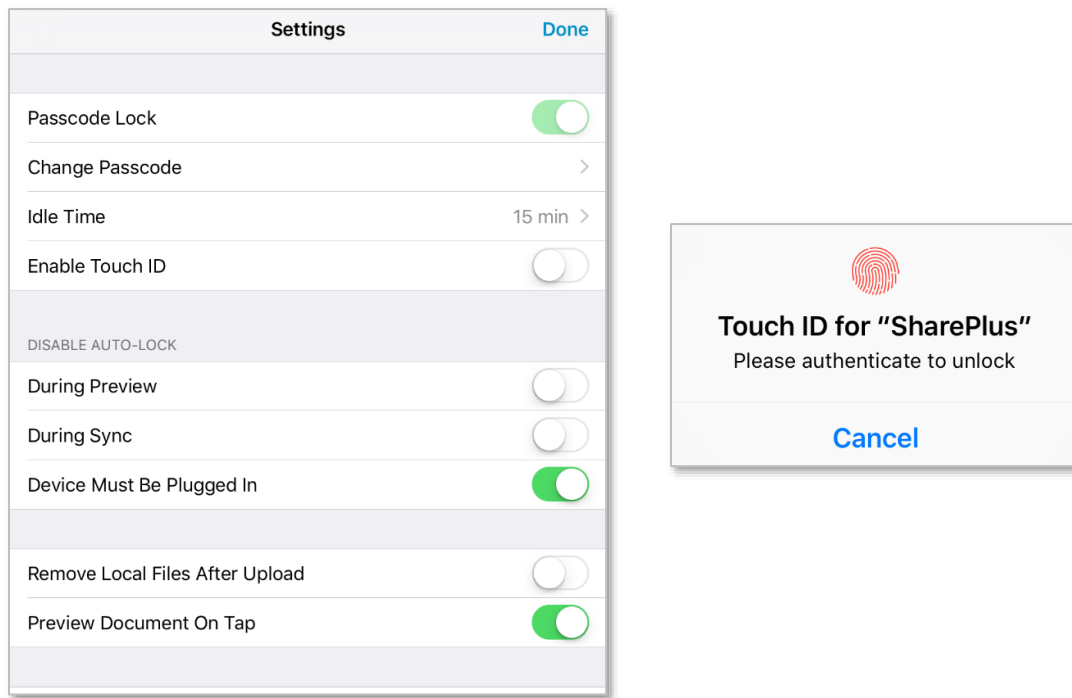 Settings
Done
Passcode Lock
Change Passcode
Idle Time
15 min
Enable Touch ID
DISABLE AUTO-LOCK
During Preview
During Sync
Device Must Be Plugged In
Remove Local Files After Upload
Preview Document On Tap
Touch ID for “SharePlus”
Please authenticate to unlock
Cancel